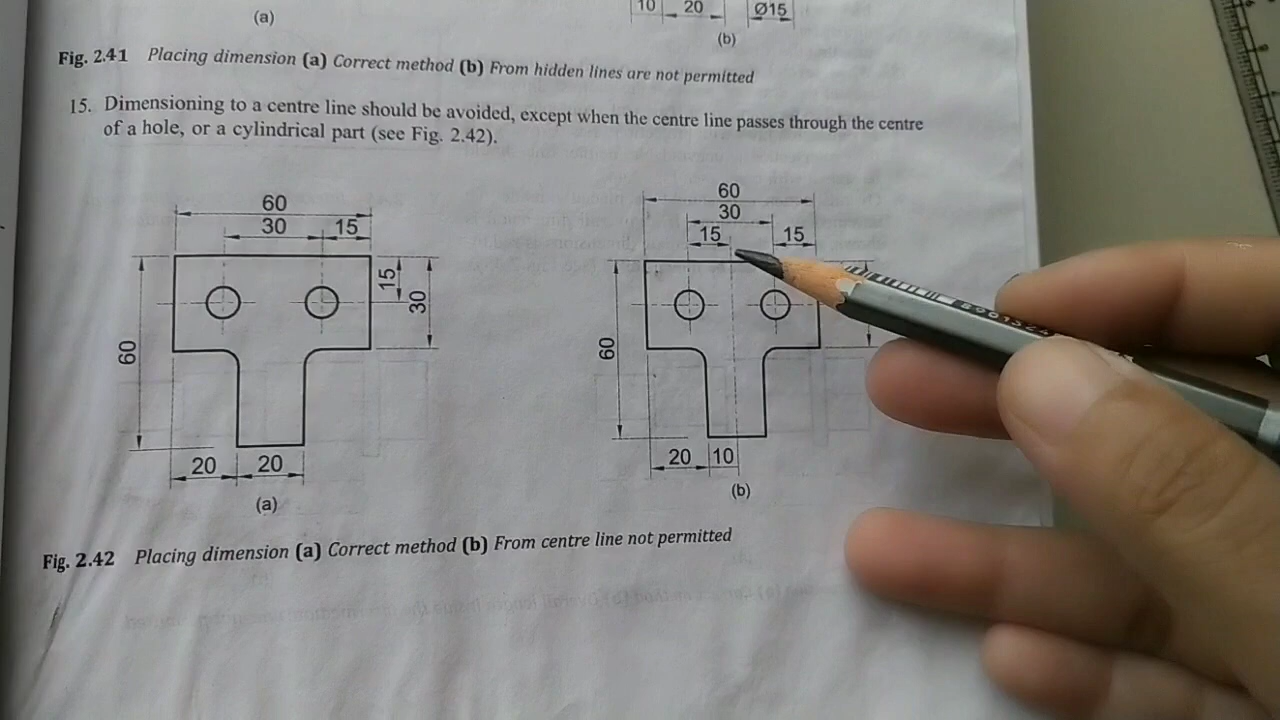 10 20 Ø15
(a)
(b)
Fig. 2.41 Placing dimension (a) Correct method (b) From hidden lines are not permitted
15. Dimensioning to a centre line should be avoided, except when the centre line passes through the centre
of a hole, or a cylindrical part (see Fig. 2.42).
60
30 15
15
30
60
20 20
(a)
60
30
15 15
60
20 10
(b)
Fig. 2.42 Placing dimension (a) Correct method (b) From centre line not permitted